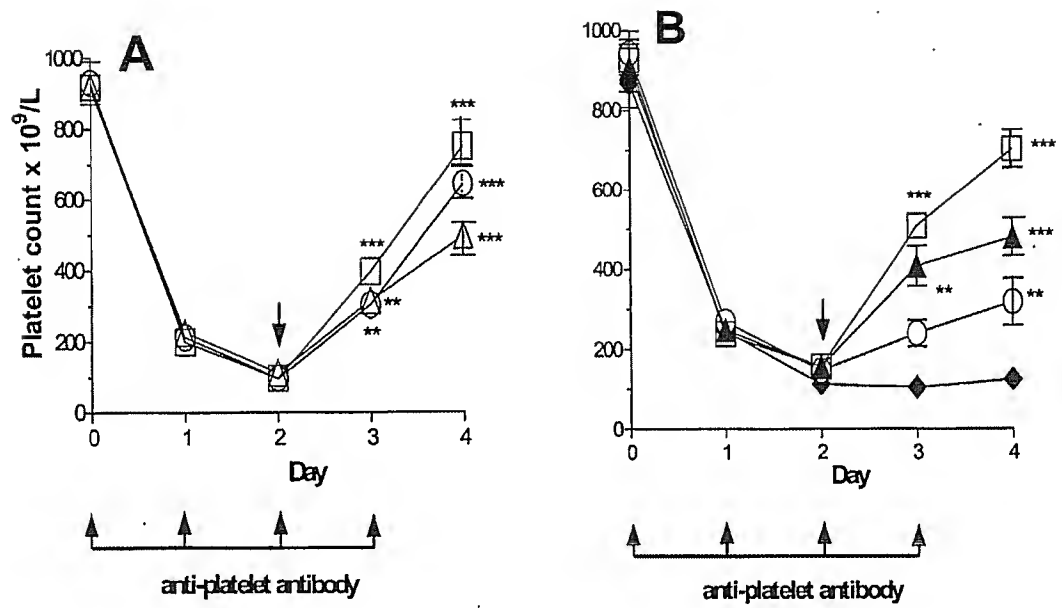 A
Platelet count x 10⁹/L
1000
800
600
400
200
0
0 1 2 3 4
Day
***
***
***
***
**
**
anti-platelet antibody
B
1000
800
600
400
200
0
0 1 2 3 4
Day
***
***
***
**
**
anti-platelet antibody